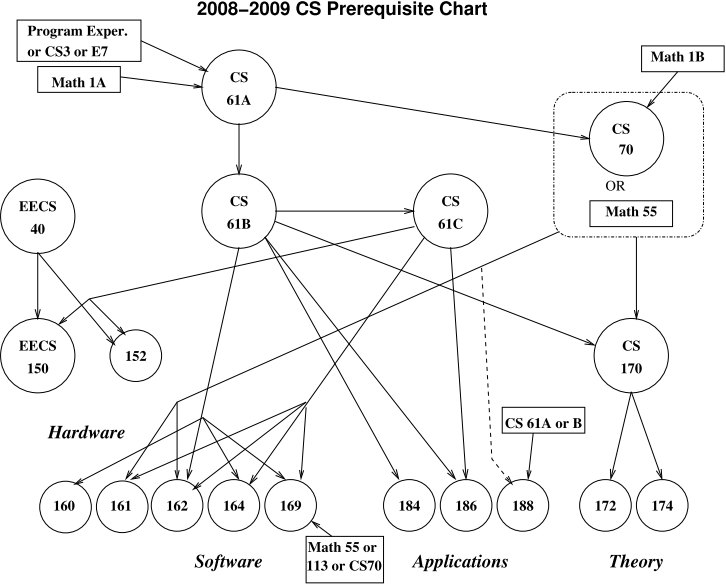 2008−2009 CS Prerequisite Chart
Program Exper.
or CS3 or E7
Math 1A
CS
61A
Math 1B
CS
70
OR
Math 55
EECS
40
CS
61B
CS
61C
EECS
150
152
CS
170
Hardware
CS 61A or B
160
161
162
164
169
184
186
188
172
174
Math 55 or
113 or CS70
Software
Applications
Theory